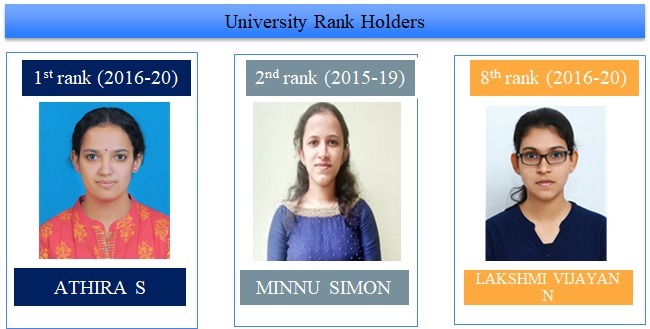 University Rank Holders
1st rank (2016-20)
2nd rank (2015-19)
8th rank (2016-20)
ATHIRA S
MINNU SIMON
LAKSHMI VIJAYAN
N